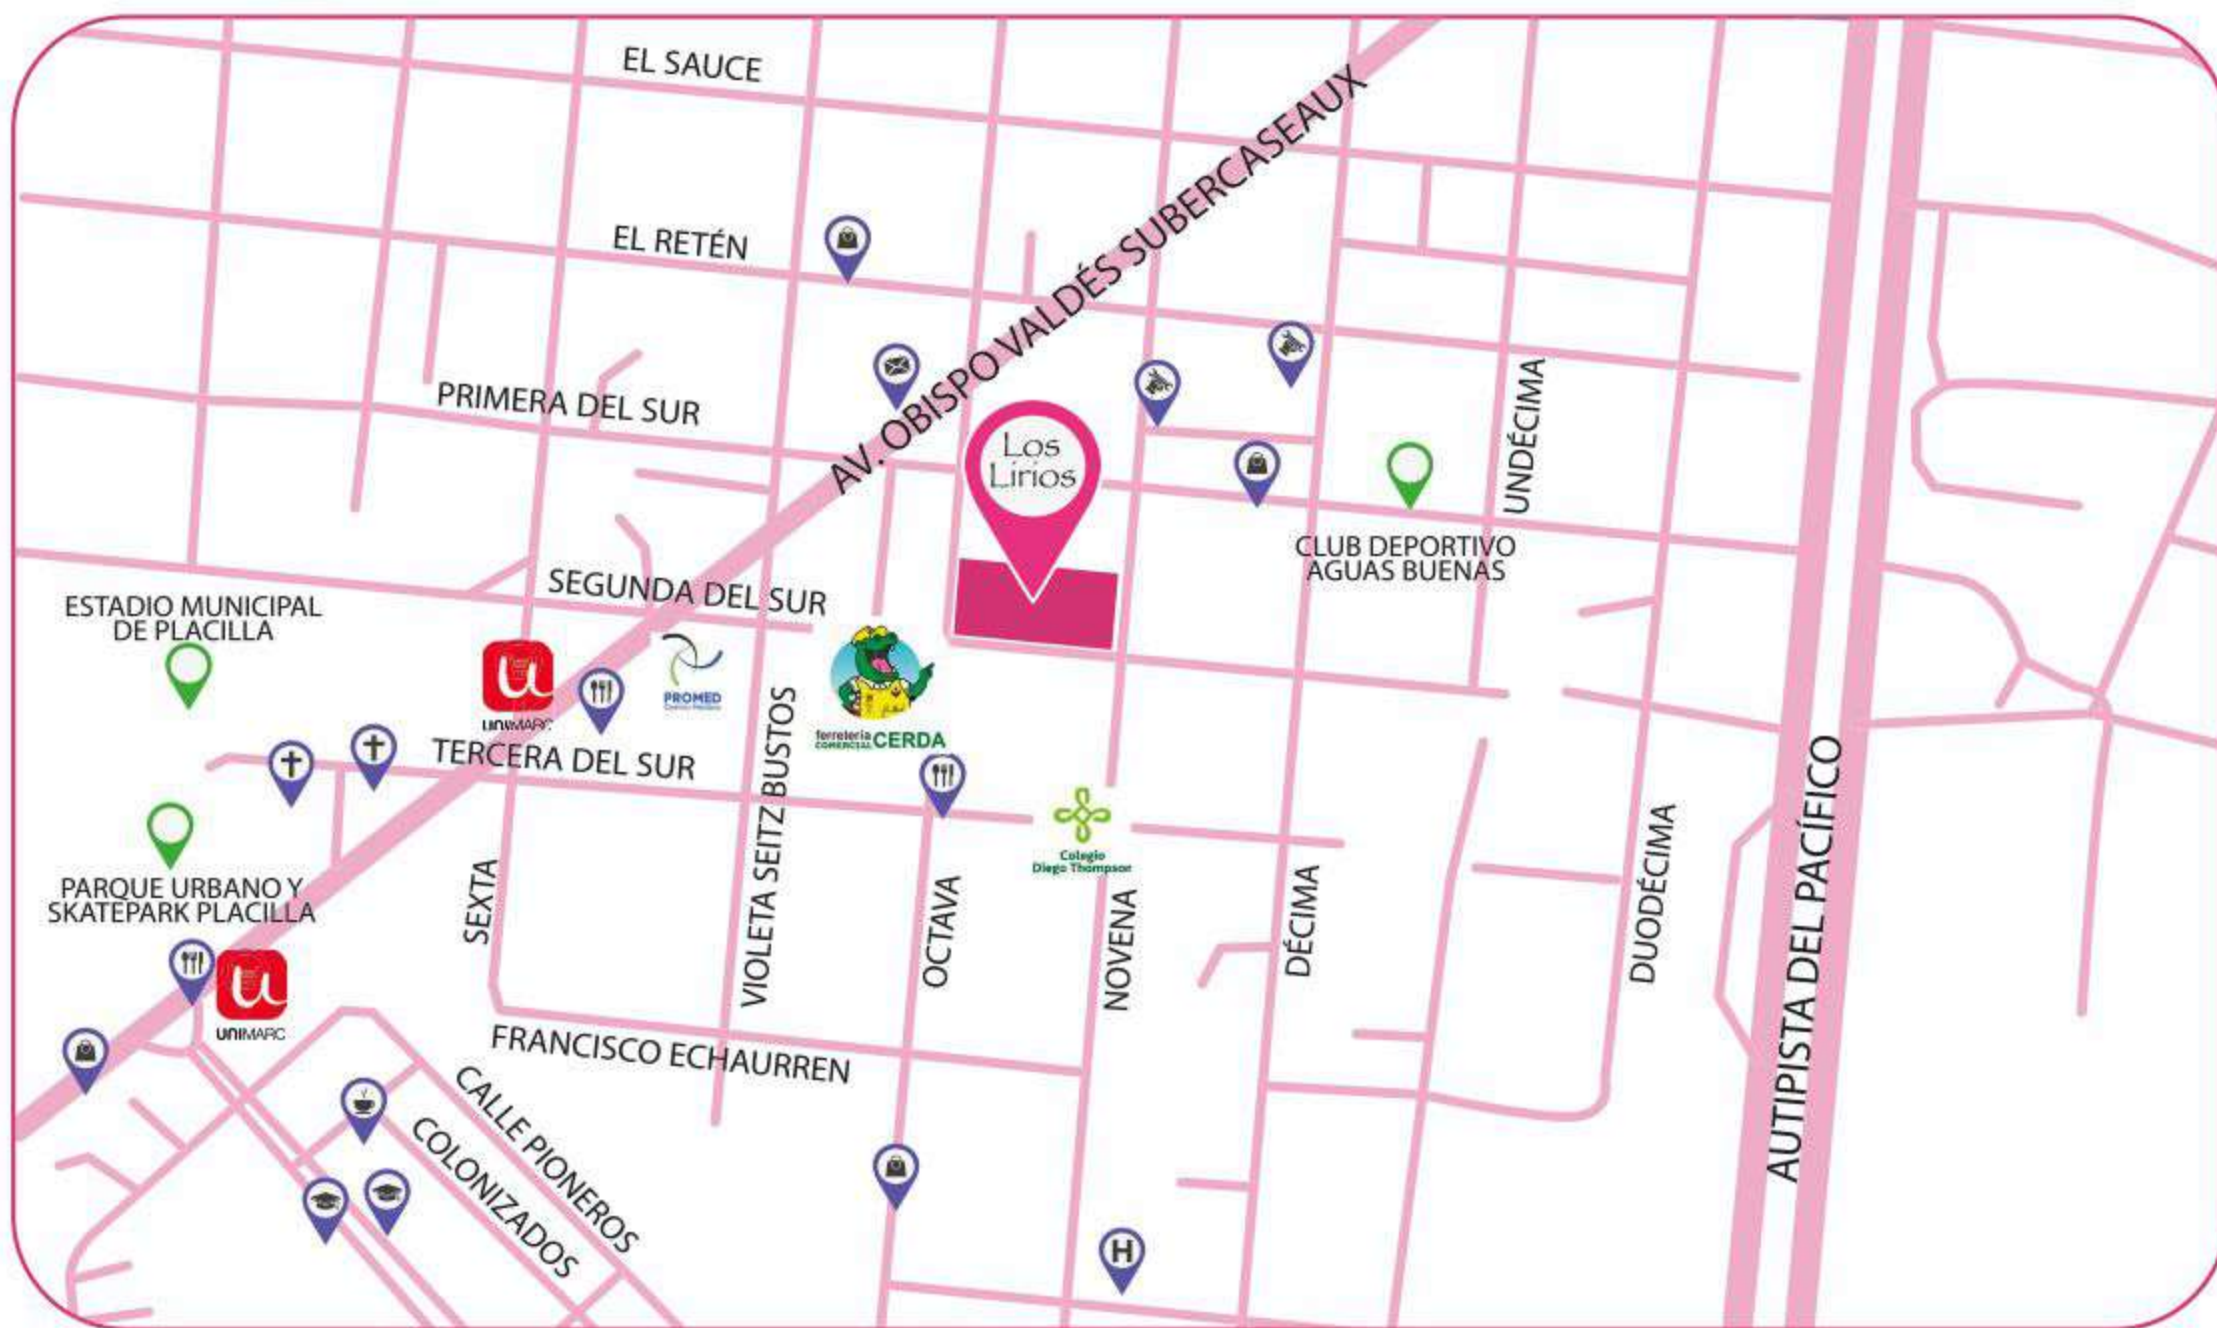 EL SAUCE
AV. OBISPO VALDÉS SUBERCASEAUX
EL RETÉN
PRIMERA DEL SUR
Los
Lirios
UNDÉCIMA
CLUB DEPORTIVO
AGUAS BUENAS
SEGUNDA DEL SUR
ESTADIO MUNICIPAL
DE PLACILLA
UNIMARC
PROMED
ferretería
COMERCIAL CERDA
TERCERA DEL SUR
VIOLETA SEITZ BUSTOS
Colegio
Diego Thompson
PARQUE URBANO Y
SKATEPARK PLACILLA
SEXTA
OCTAVA
NOVENA
DÉCIMA
DUODÉCIMA
AUTIPISTA DEL PACÍFICO
UNIMARC
FRANCISCO ECHAURREN
CALLE PIONEROS
COLONIZADOS
H